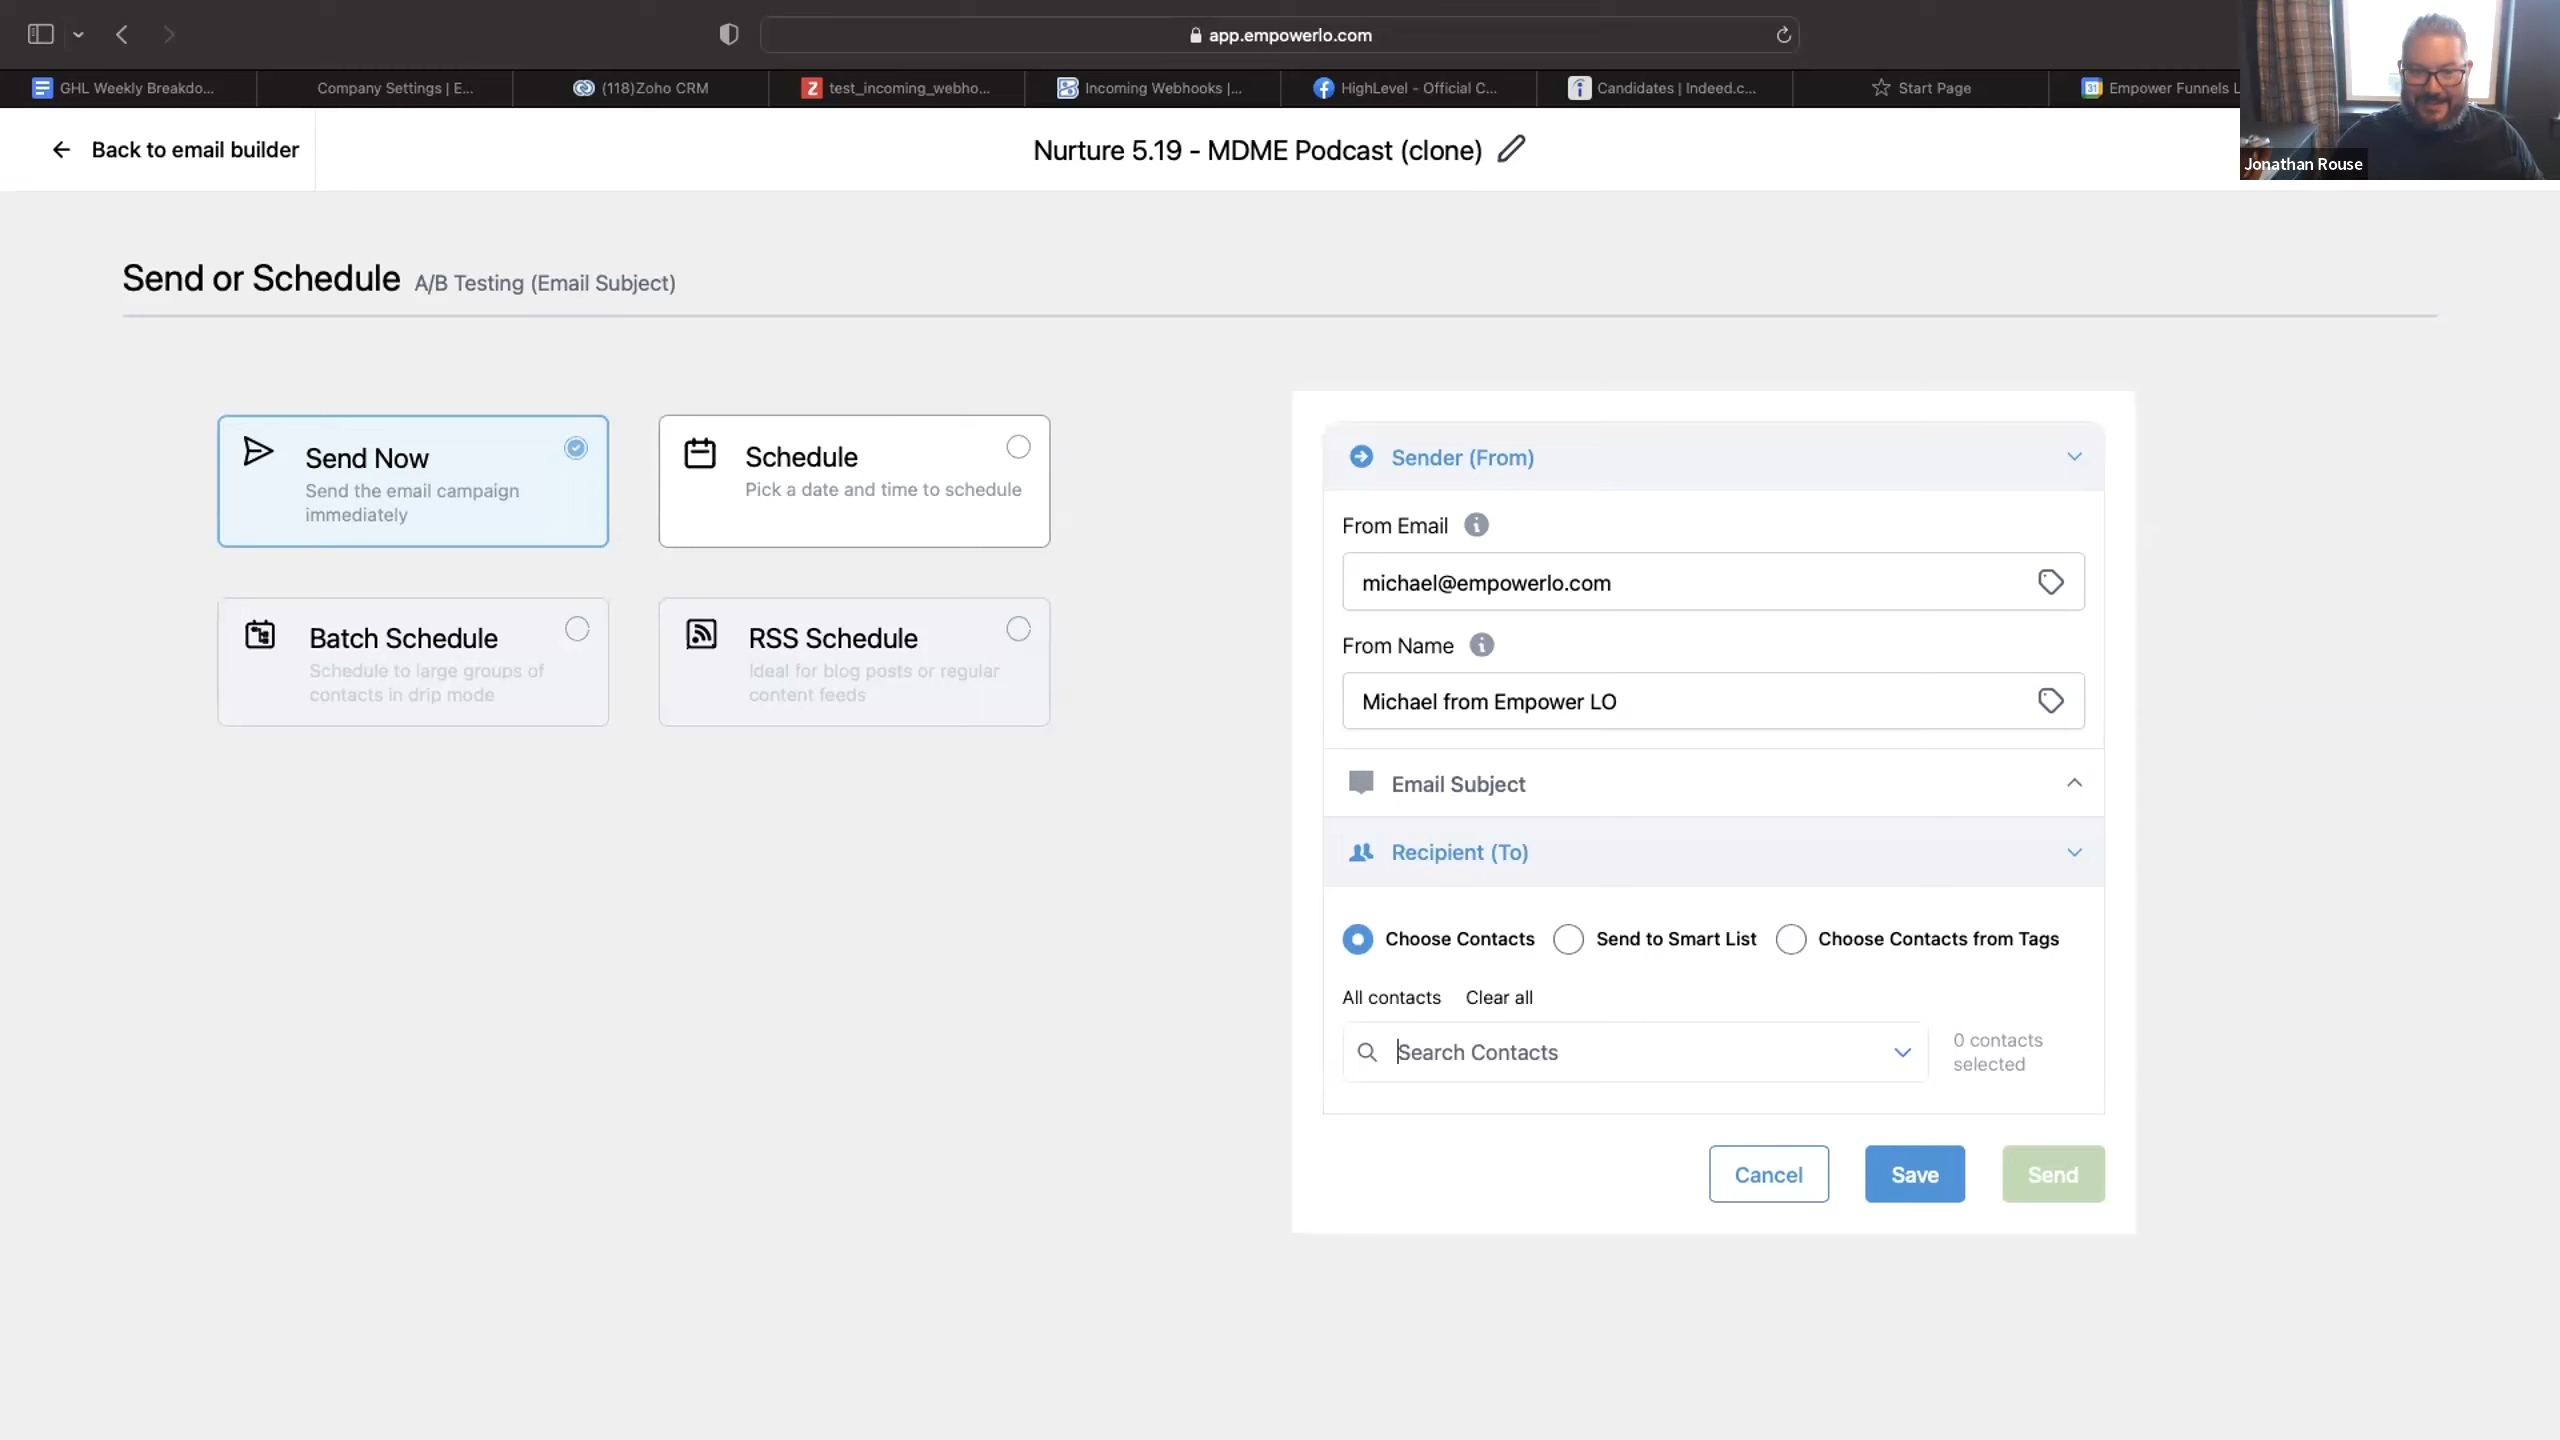 app.empowerlo.com
GHL Weekly Breakdo...
Company Settings | E...
(118)Zoho CRM
test_incoming_webho...
Incoming Webhooks |...
HighLevel - Official C...
Candidates | Indeed.c...
Start Page
31
Empower Funnels L
Jonathan Rouse
Back to email builder
Nurture 5.19 - MDME Podcast (clone)
Send or Schedule A/B Testing (Email Subject)
Send Now
Send the email campaign
immediately
Schedule
Pick a date and time to schedule
Batch Schedule
Schedule to large groups of
contacts in drip mode
RSS Schedule
Ideal for blog posts or regular
content feeds
Sender (From)
From Email
michael@empowerlo.com
From Name
Michael from Empower LO
Email Subject
Recipient (To)
Choose Contacts
Send to Smart List
Choose Contacts from Tags
All contacts
Clear all
Search Contacts
0 contacts
selected
Cancel
Save
Send